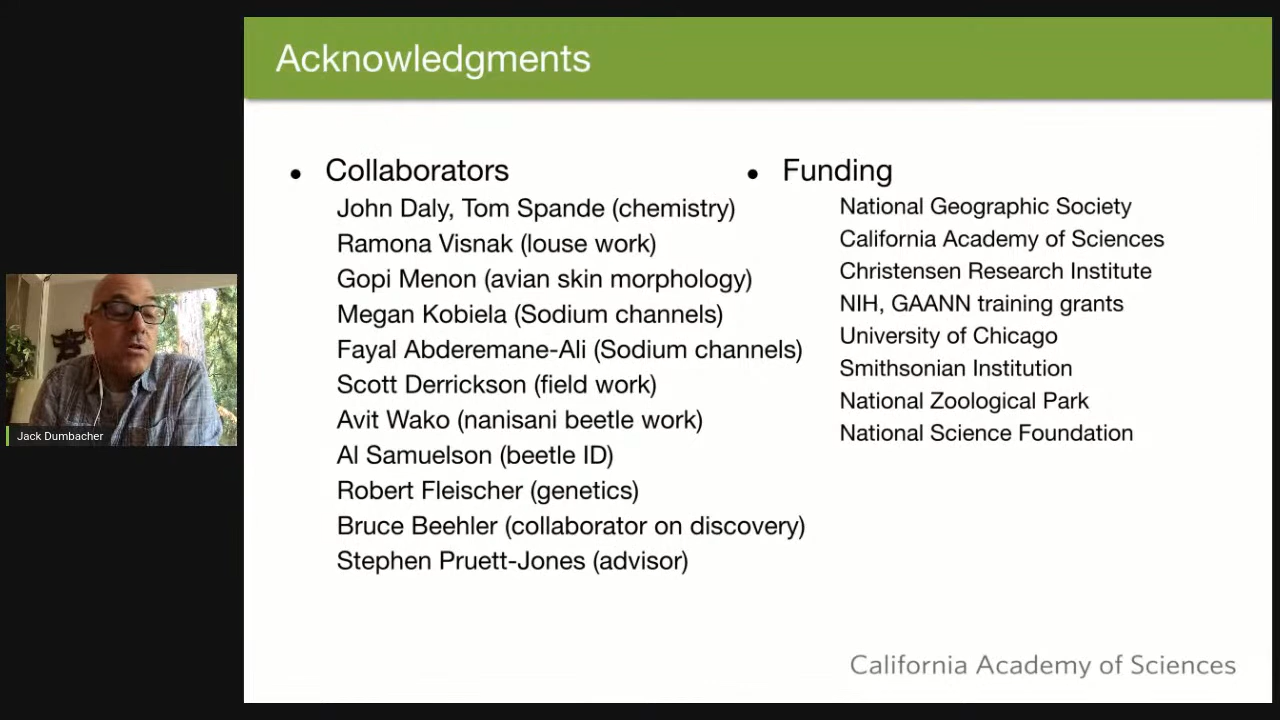 Acknowledgments
• Collaborators
John Daly, Tom Spande (chemistry)
Ramona Visnak (louse work)
Gopi Menon (avian skin morphology)
Megan Kobiela (Sodium channels)
Fayal Abderemane-Ali (Sodium channels)
Scott Derrickson (field work)
Avit Wako (nanisani beetle work)
Al Samuelson (beetle ID)
Robert Fleischer (genetics)
Bruce Beehler (collaborator on discovery)
Stephen Pruett-Jones (advisor)
• Funding
National Geographic Society
California Academy of Sciences
Christensen Research Institute
NIH, GAANN training grants
University of Chicago
Smithsonian Institution
National Zoological Park
National Science Foundation
Jack Dumbacher
California Academy of Sciences